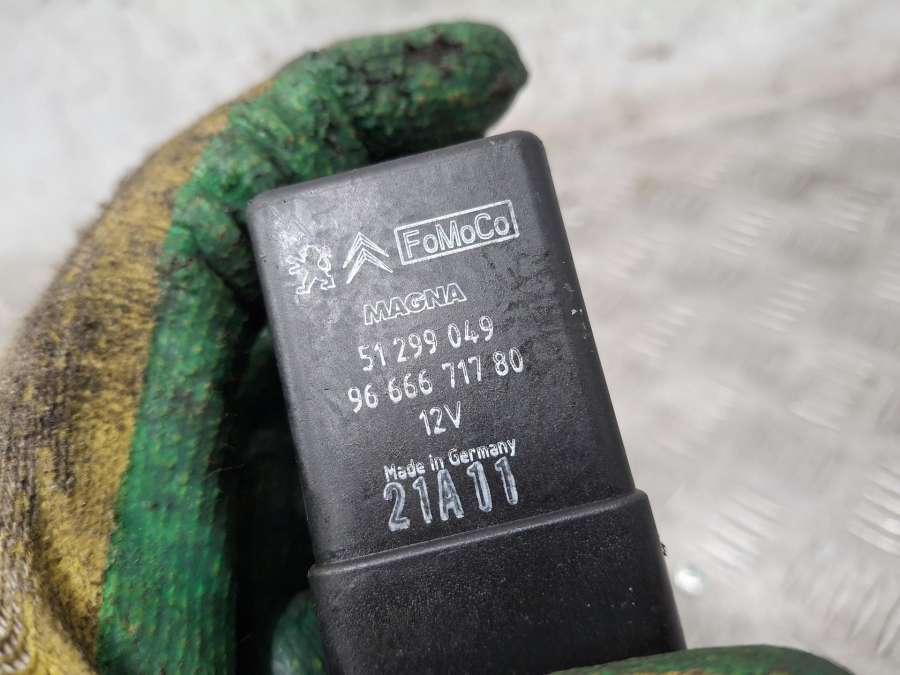 FoMoCo
MAGNA
51 299 049
96 666 717 80
12V
Made in Germany
21A11